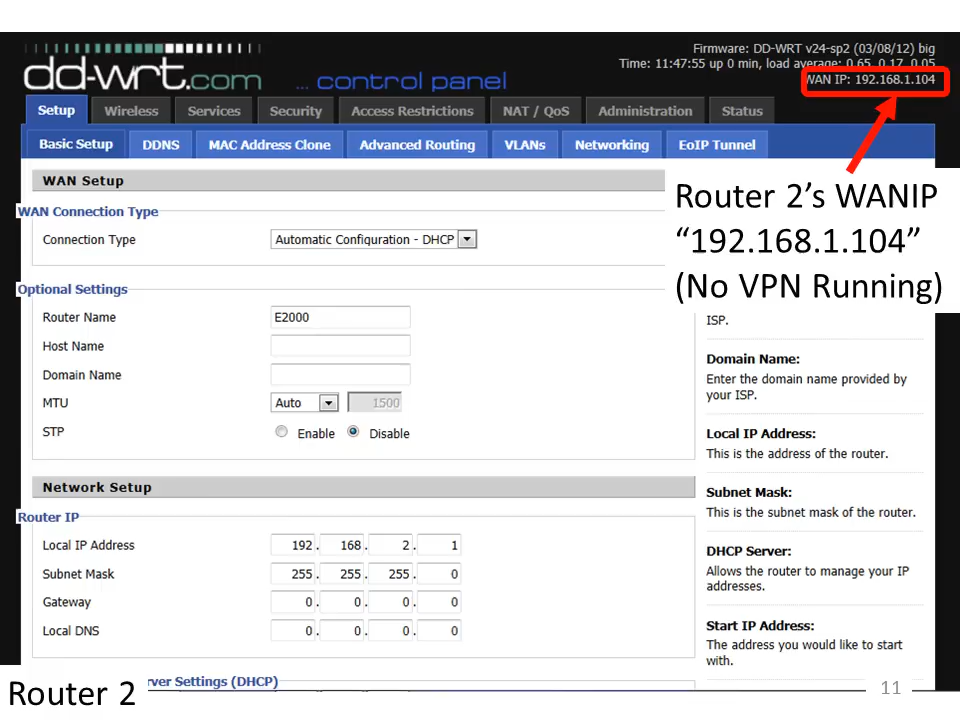 Firmware: DD-WRT v24-sp2 (03/08/12) big
Time: 11:47:55 up 0 min, load average: 0.65, 0.17, 0.05
WAN IP: 192.168.1.104
dd-wrt.com ... control panel
Setup Wireless Services Security Access Restrictions NAT / QoS Administration Status
Basic Setup DDNS MAC Address Clone Advanced Routing VLANs Networking EoIP Tunnel
WAN Setup
WAN Connection Type
Connection Type Automatic Configuration - DHCP
Router 2’s WANIP
“192.168.1.104”
(No VPN Running)
Optional Settings
Router Name E2000
Host Name
Domain Name
MTU Auto 1500
STP Enable Disable
ISP.
Domain Name:
Enter the domain name provided by
your ISP.
Local IP Address:
This is the address of the router.
Subnet Mask:
This is the subnet mask of the router.
DHCP Server:
Allows the router to manage your IP
addresses.
Start IP Address:
The address you would like to start
with.
Network Setup
Router IP
Local IP Address 192. 168. 2. 1
Subnet Mask 255. 255. 255. 0
Gateway 0. 0. 0. 0
Local DNS 0. 0. 0. 0
Settings (DHCP)
Router 2
11